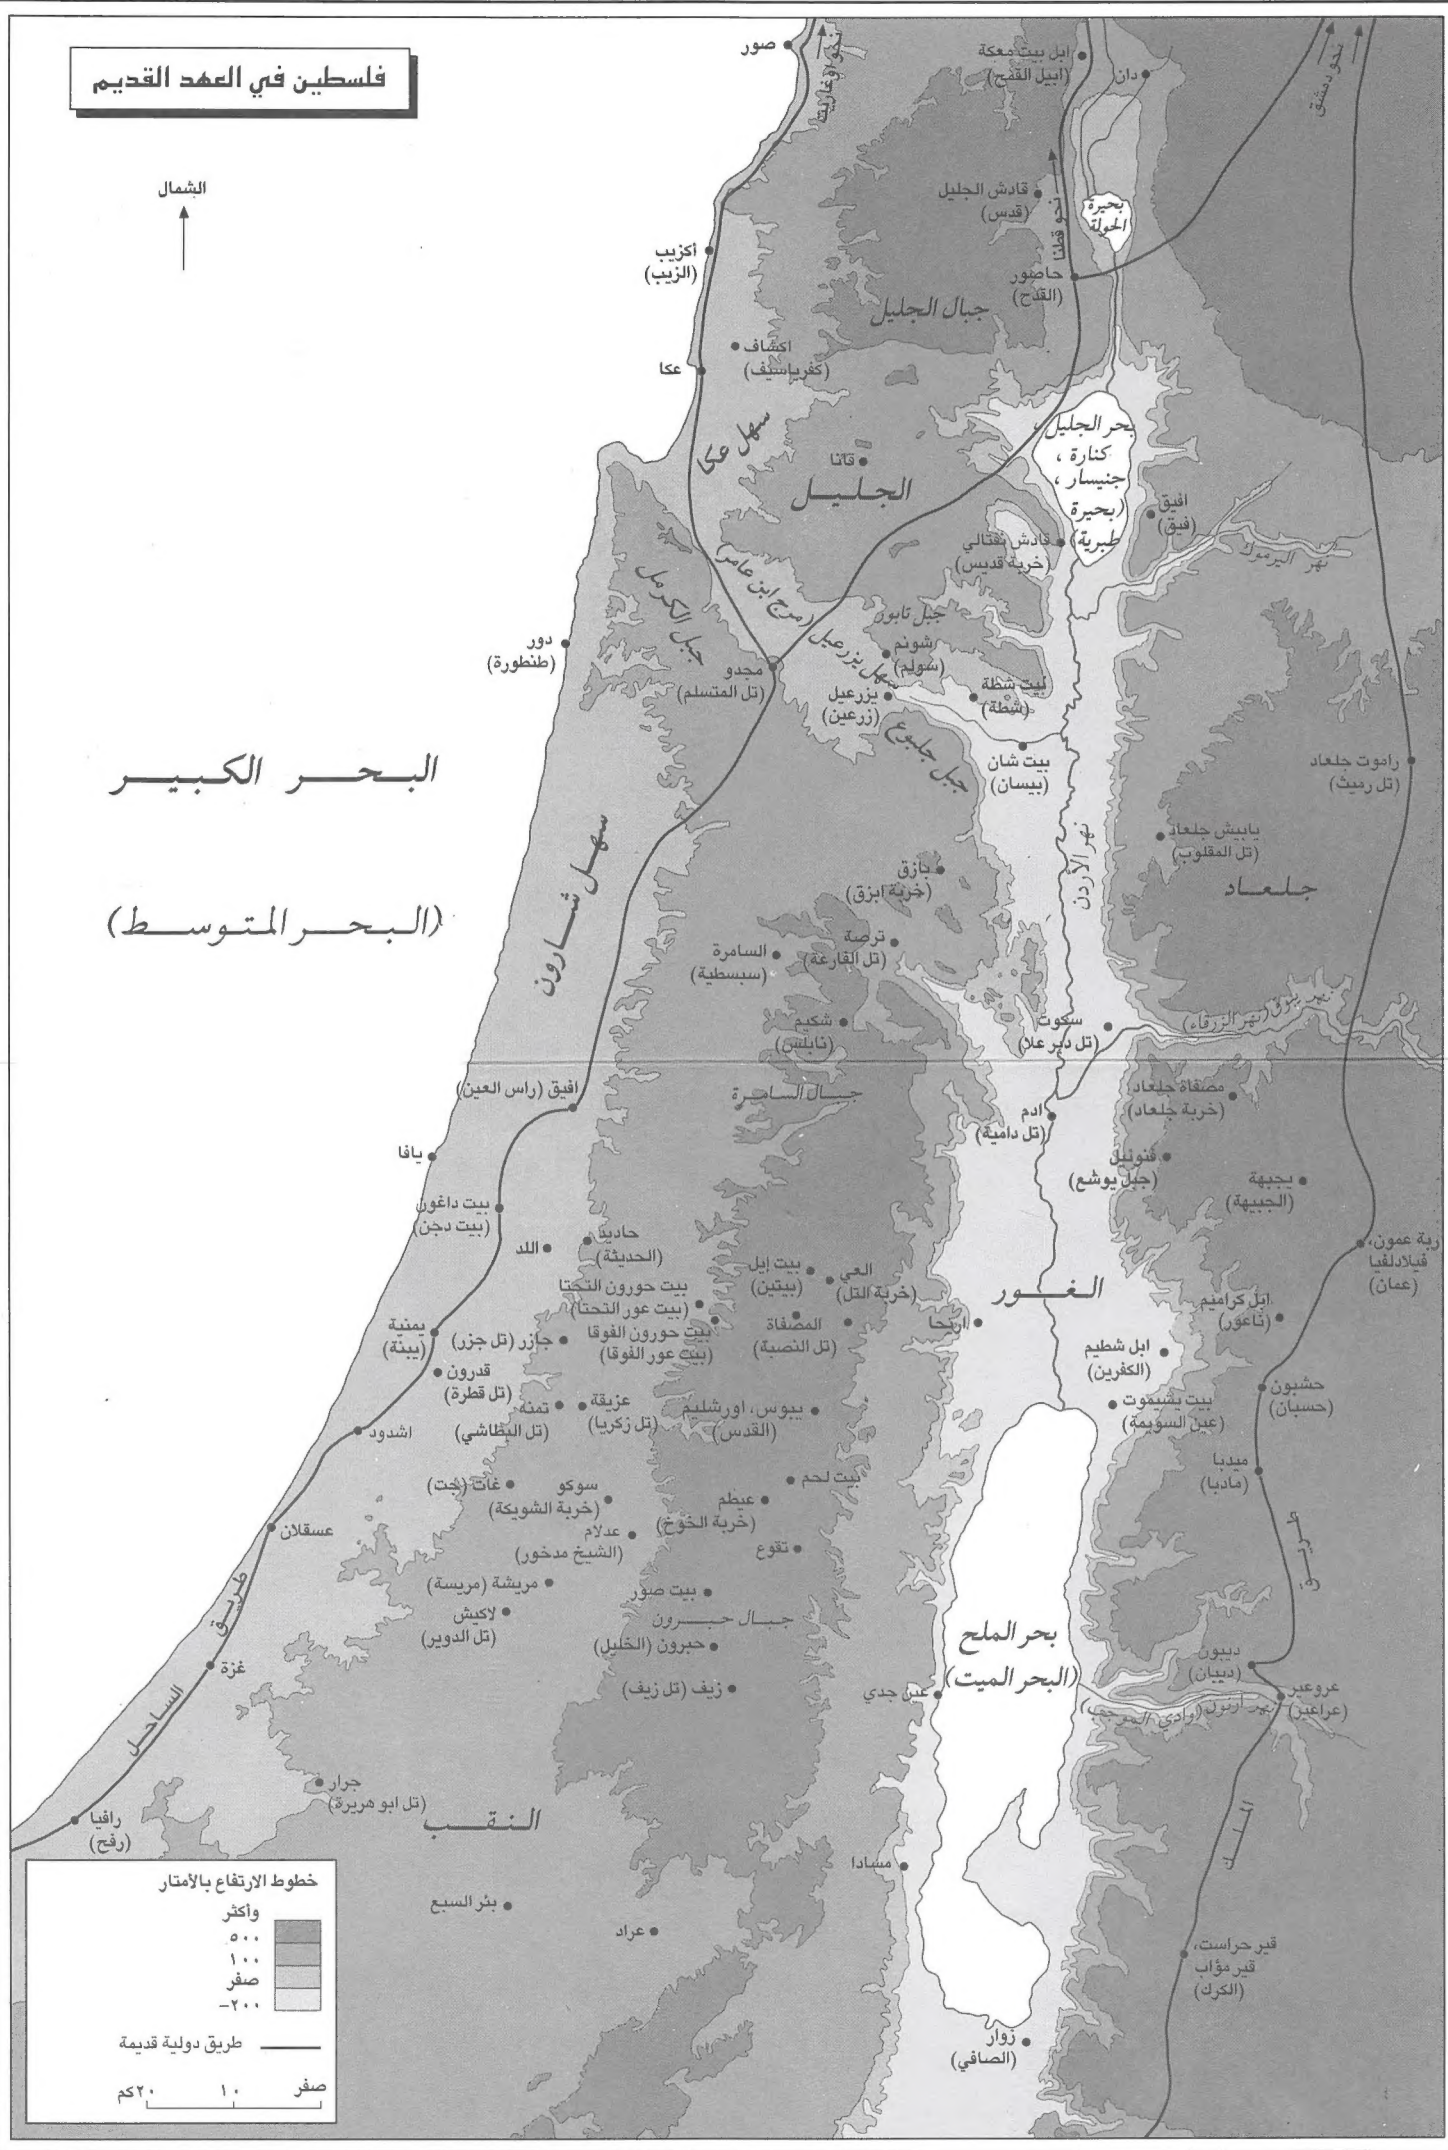 فلسطين في العهد القديم
الشمال
صور
نحو اوغاريت
ابل بيت معكة
(ابيل القمح)
دان
نحو دمشق
قادش الجليل
(قدس)
نحو قطنا
بحيرة
الحولة
أكزيب
(الزيب)
حاصور
(القدح)
جبال الجليل
اكشاف
(كفرياسيف)
عكا
سهل عكا
بحر الجليل،
كنارة،
جنيسار،
(بحيرة
طبرية)
قانا
الجليل
افيق
(فيق)
قادش نفتالي
(خربة قديس)
نهر اليرموك
جبل الكرمل
سهل يزرعيل (مرج ابن عامر)
جبل تابور
شونم
(سولم)
دور
(طنطورة)
مجدو
(تل المتسلم)
يزرعيل
(زرعين)
بيت شطة
(شطة)
جبل جلبوع
بيت شان
(بيسان)
راموت جلعاد
(تل رميث)
البحر الكبير
(البحر المتوسط)
سهل شارون
نهر الأردن
يابيش جلعاد
(تل المقلوب)
جلعاد
بازق
(خربة ابزق)
ترصة
(تل الفارعة)
السامرة
(سبسطية)
شكيم
(نابلس)
سكوت
(تل دير علا)
نهر يبوق (نهر الزرقاء)
جبال السامرة
افيق (راس العين)
مصفاة جلعاد
(خربة جلعاد)
ادم
(تل دامية)
يافا
فنوئيل
(جبل يوشع)
يجبهة
(الجبيهة)
بيت داغون
(بيت دجن)
حاديد
(الحديثة)
اللد
ربة عمون،
فيلادلفيا
(عمان)
بيت إيل
(بيتين)
العي
(خربة التل)
بيت حورون التحتا
(بيت عور التحتا)
الغور
ابل كراميم
(ناعور)
بيت حورون الفوقا
(بيت عور الفوقا)
المصفاة
(تل النصبة)
اريحا
يمنية
(يبنة)
جازر (تل جزر)
ابل شطيم
(الكفرين)
قدرون
(تل قطرة)
حشبون
(حسبان)
تمنه
(تل البطاشي)
عزيقة
(تل زكريا)
يبوس، اورشليم
(القدس)
بيت يشيموت
(عين السويمة)
اشدود
ميدبا
(مادبا)
غات (جت)
سوكو
(خربة الشويكة)
بيت لحم
عيطم
(خربة الخوخ)
عسقلان
عدلام
(الشيخ مدخور)
تقوع
طريق
مريشة (مريسة)
بيت صور
لاكيش
(تل الدوير)
جبال حبرون
حبرون (الخليل)
بحر الملح
(البحر الميت)
طريق
غزة
زيف (تل زيف)
عين جدي
ديبون
(ديبان)
عروعير
(عراعير)
نهر ارنون (وادي الموجب)
الساحل
جرار
(تل ابو هريرة)
رافيا
(رفح)
النقب
الملك
مسادا
بئر السبع
عراد
قير حراست،
قير مؤاب
(الكرك)
زوار
(الصافي)
خطوط الارتفاع بالأمتار
وأكثر
٥٠٠
١٠٠
صفر
-٢٠٠
طريق دولية قديمة
صفر ١٠ ٢٠كم